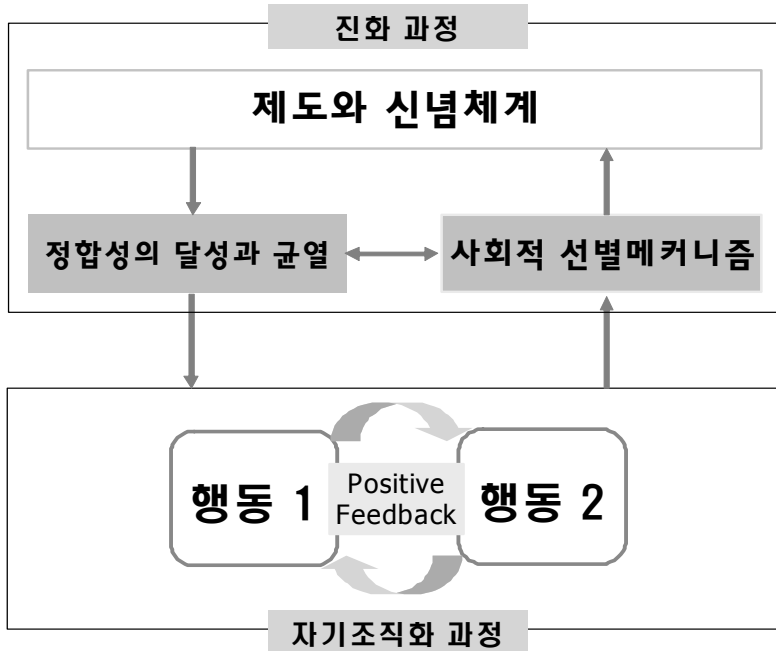 진화 과정
제도와 신념체계
정합성의 달성과 균열
사회적 선별메커니즘
행동 1
Positive
Feedback
행동 2
자기조직화 과정